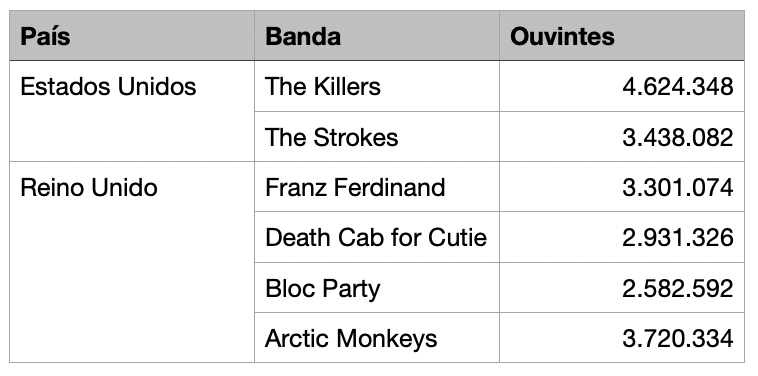 País Banda Ouvintes
Estados Unidos The Killers 4.624.348
The Strokes 3.438.082
Reino Unido Franz Ferdinand 3.301.074
Death Cab for Cutie 2.931.326
Bloc Party 2.582.592
Arctic Monkeys 3.720.334